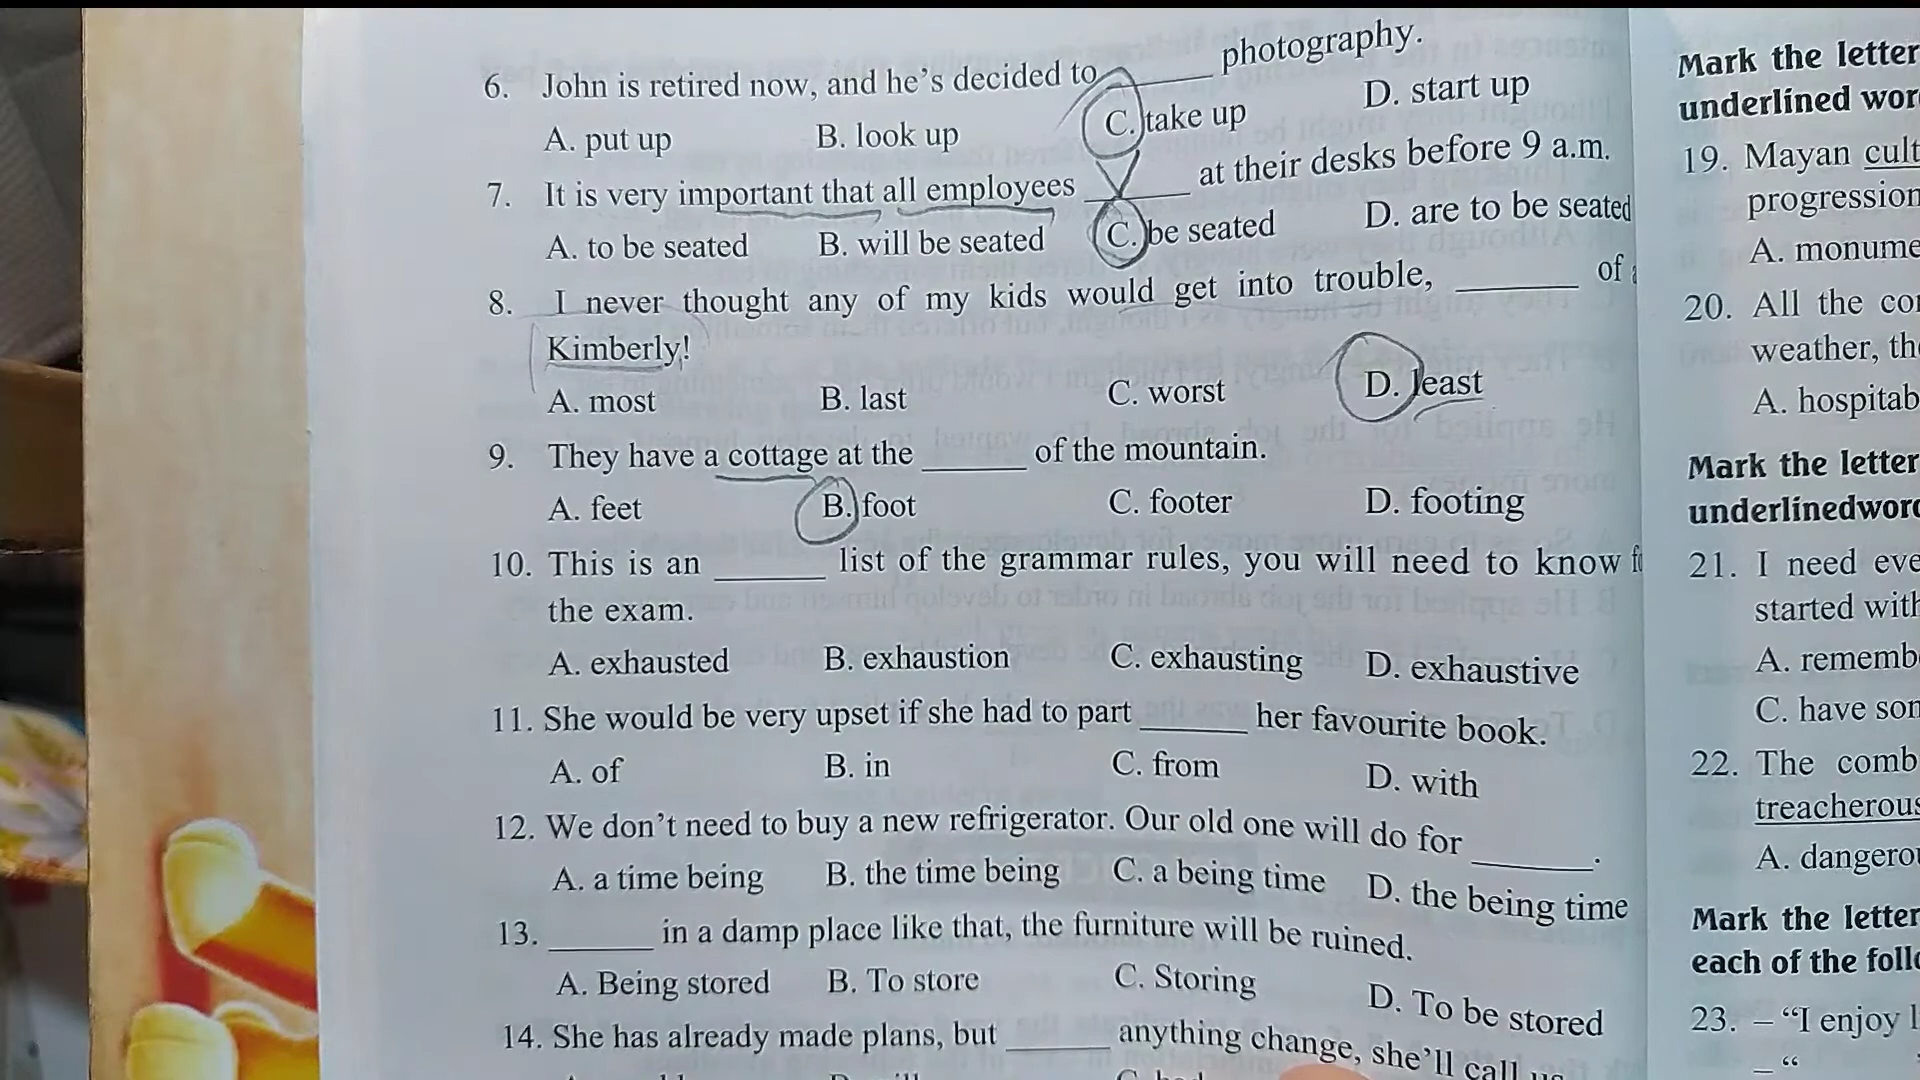 6. John is retired now, and he's decided to ______ photography.
A. put up B. look up C. take up D. start up
7. It is very important that all employees ______ at their desks before 9 a.m.
A. to be seated B. will be seated C. be seated D. are to be seated
8. I never thought any of my kids would get into trouble, ______ of
Kimberly!
A. most B. last C. worst D. least
9. They have a cottage at the ______ of the mountain.
A. feet B. foot C. footer D. footing
10. This is an ______ list of the grammar rules, you will need to know
the exam.
A. exhausted B. exhaustion C. exhausting D. exhaustive
11. She would be very upset if she had to part ______ her favourite book.
A. of B. in C. from D. with
12. We don't need to buy a new refrigerator. Our old one will do for ______.
A. a time being B. the time being C. a being time D. the being time
13. ______ in a damp place like that, the furniture will be ruined.
A. Being stored B. To store C. Storing D. To be stored
14. She has already made plans, but ______ anything change, she'll call us
Mark the letter
underlined wor
19. Mayan cult
progression
A. monume
20. All the co
weather, th
A. hospitab
Mark the letter
underlinedword
21. I need eve
started with
A. rememb
C. have son
22. The comb
treacherous
A. dangerou
Mark the letter
each of the follo
23. – “I enjoy l
– “